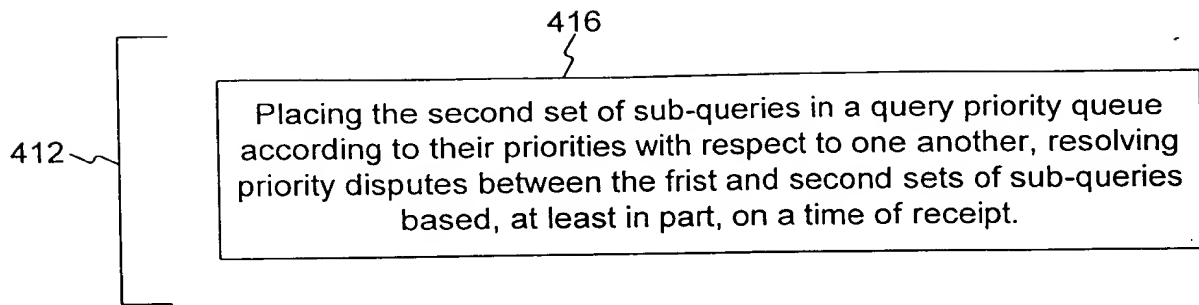 416
412
Placing the second set of sub-queries in a query priority queue
according to their priorities with respect to one another, resolving
priority disputes between the frist and second sets of sub-queries
based, at least in part, on a time of receipt.